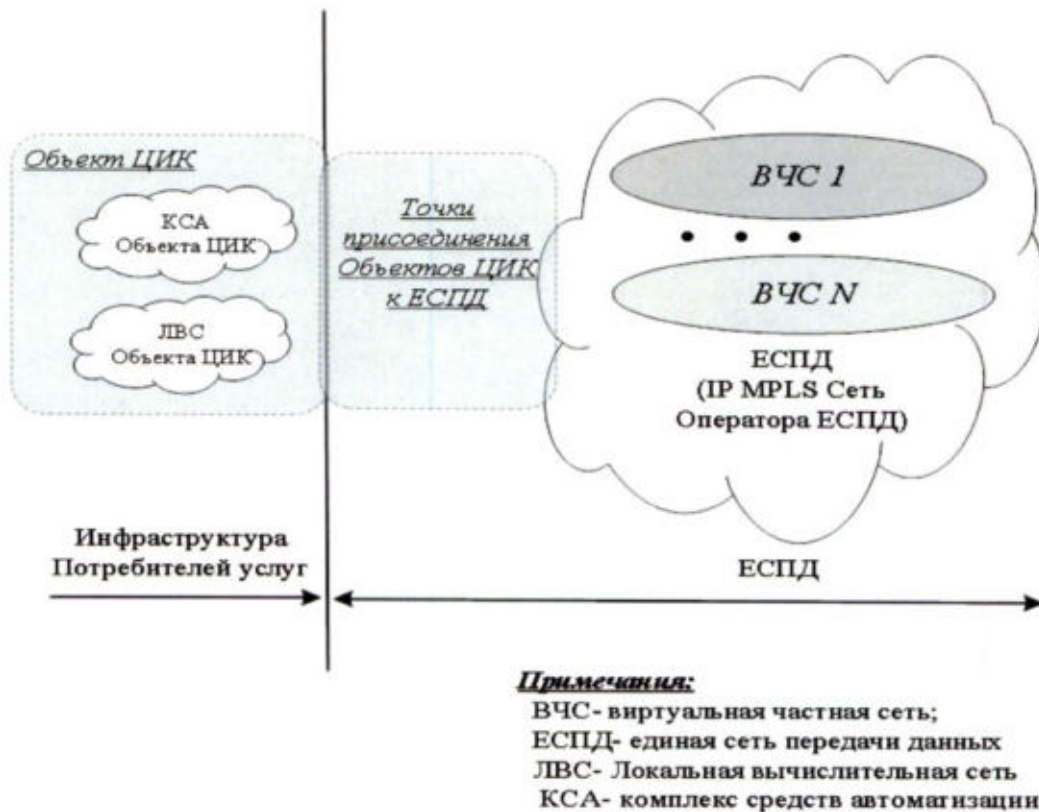 Объект ЦИК
КСА
Объекта ЦИК
ЛВС
Объекта ЦИК
Точки
присоединения
Объектов ЦИК
к ЕСПД
ВЧС 1
• • •
ВЧС N
ЕСПД
(IP MPLS Сеть
Оператора ЕСПД)
Инфраструктура
Потребителей услуг
ЕСПД
Примечания:
ВЧС- виртуальная частная сеть;
ЕСПД- единая сеть передачи данных
ЛВС- Локальная вычислительная сеть
КСА- комплекс средств автоматизации